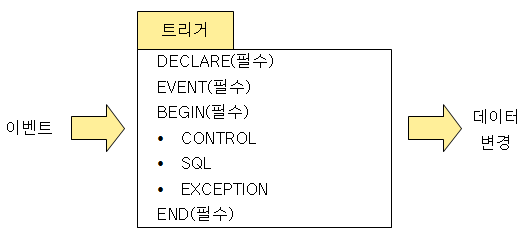 트리거
DECLARE(필수)
EVENT(필수)
BEGIN(필수)
• CONTROL
• SQL
• EXCEPTION
END(필수)
이벤트
데이터
변경